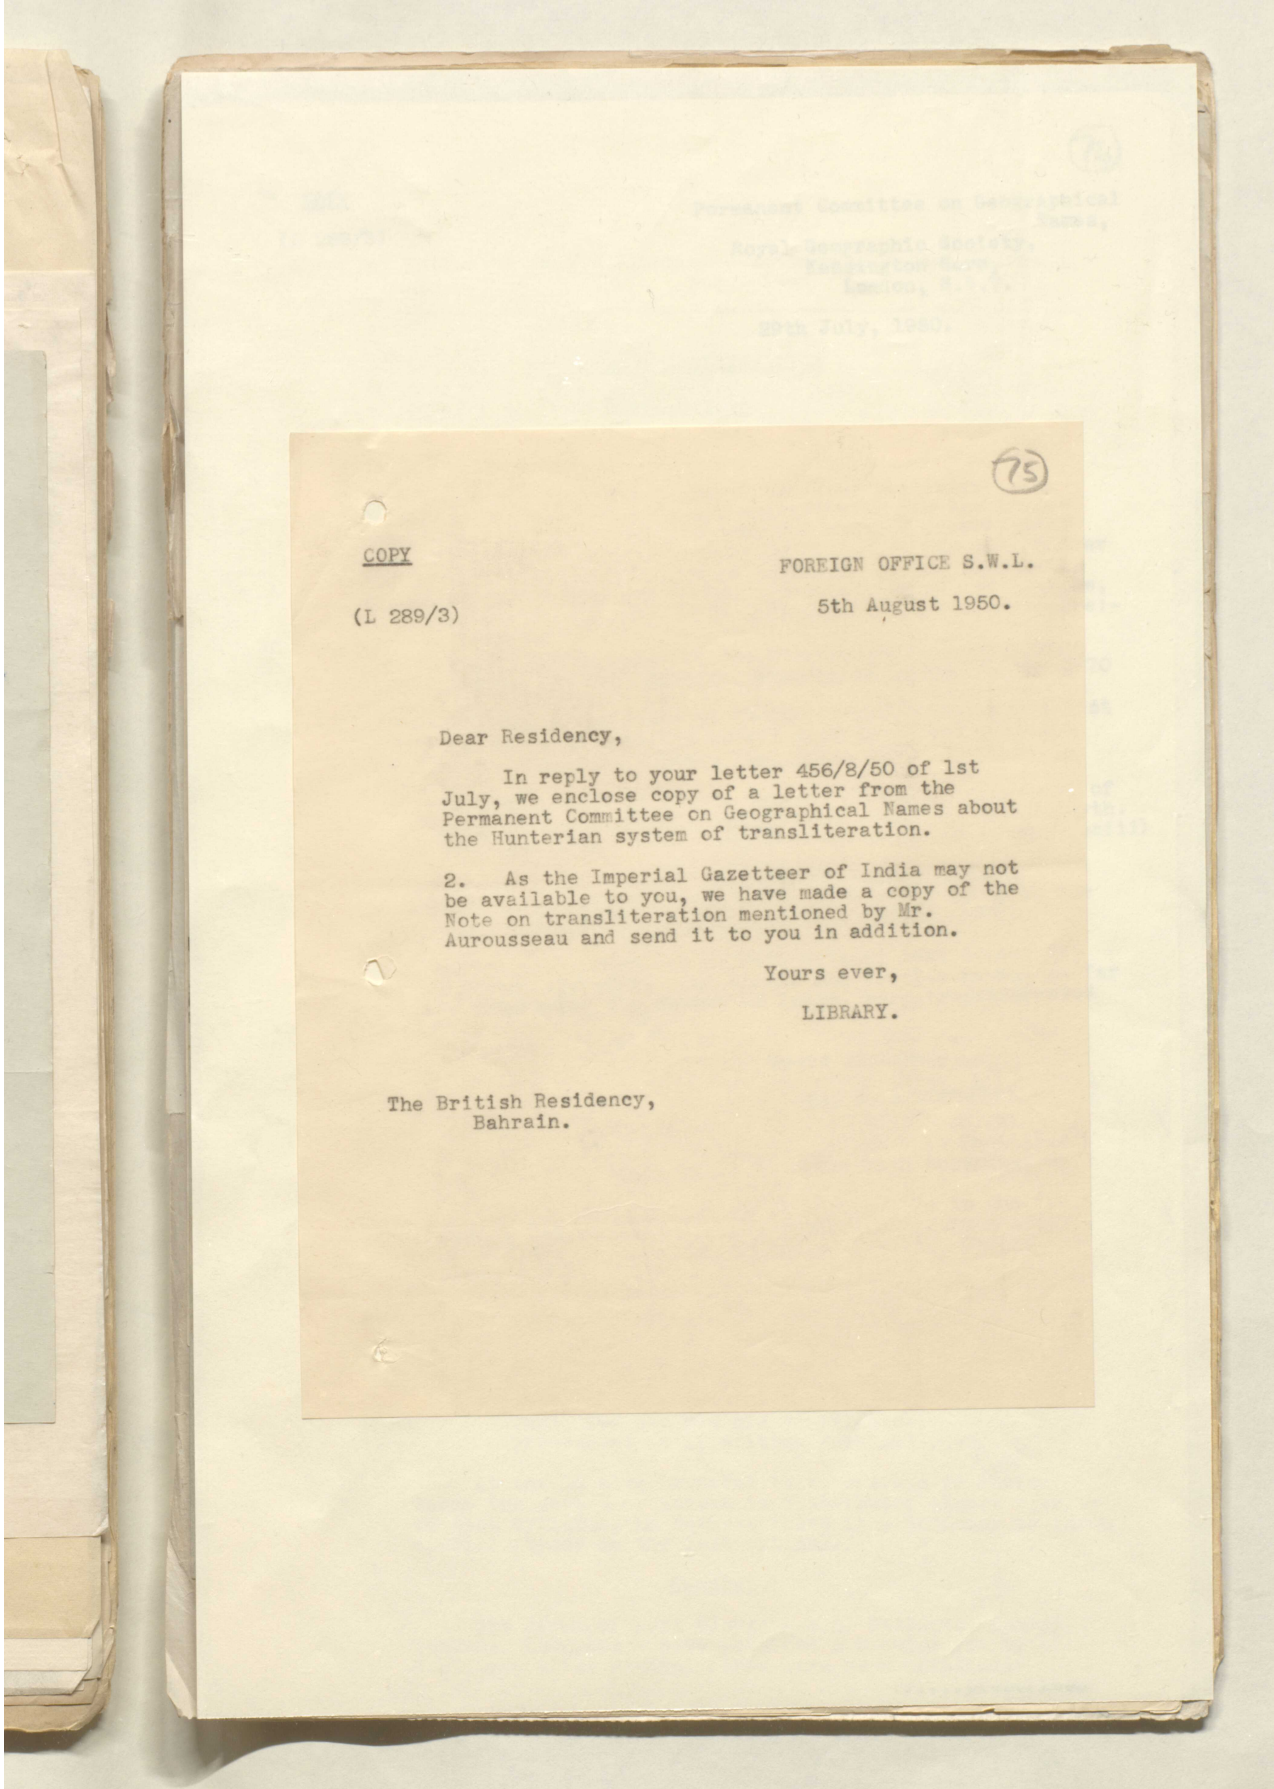 75
COPY
FOREIGN OFFICE S.W.L.
(L 289/3)
5th August 1950.
Dear Residency,
In reply to your letter 456/8/50 of 1st
July, we enclose copy of a letter from the
Permanent Committee on Geographical Names about
the Hunterian system of transliteration.
2. As the Imperial Gazetteer of India may not
be available to you, we have made a copy of the
Note on transliteration mentioned by Mr.
Aurousseau and send it to you in addition.
Yours ever,
LIBRARY.
The British Residency,
Bahrain.